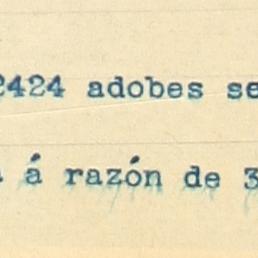 2424 adobes se
á razón de 3